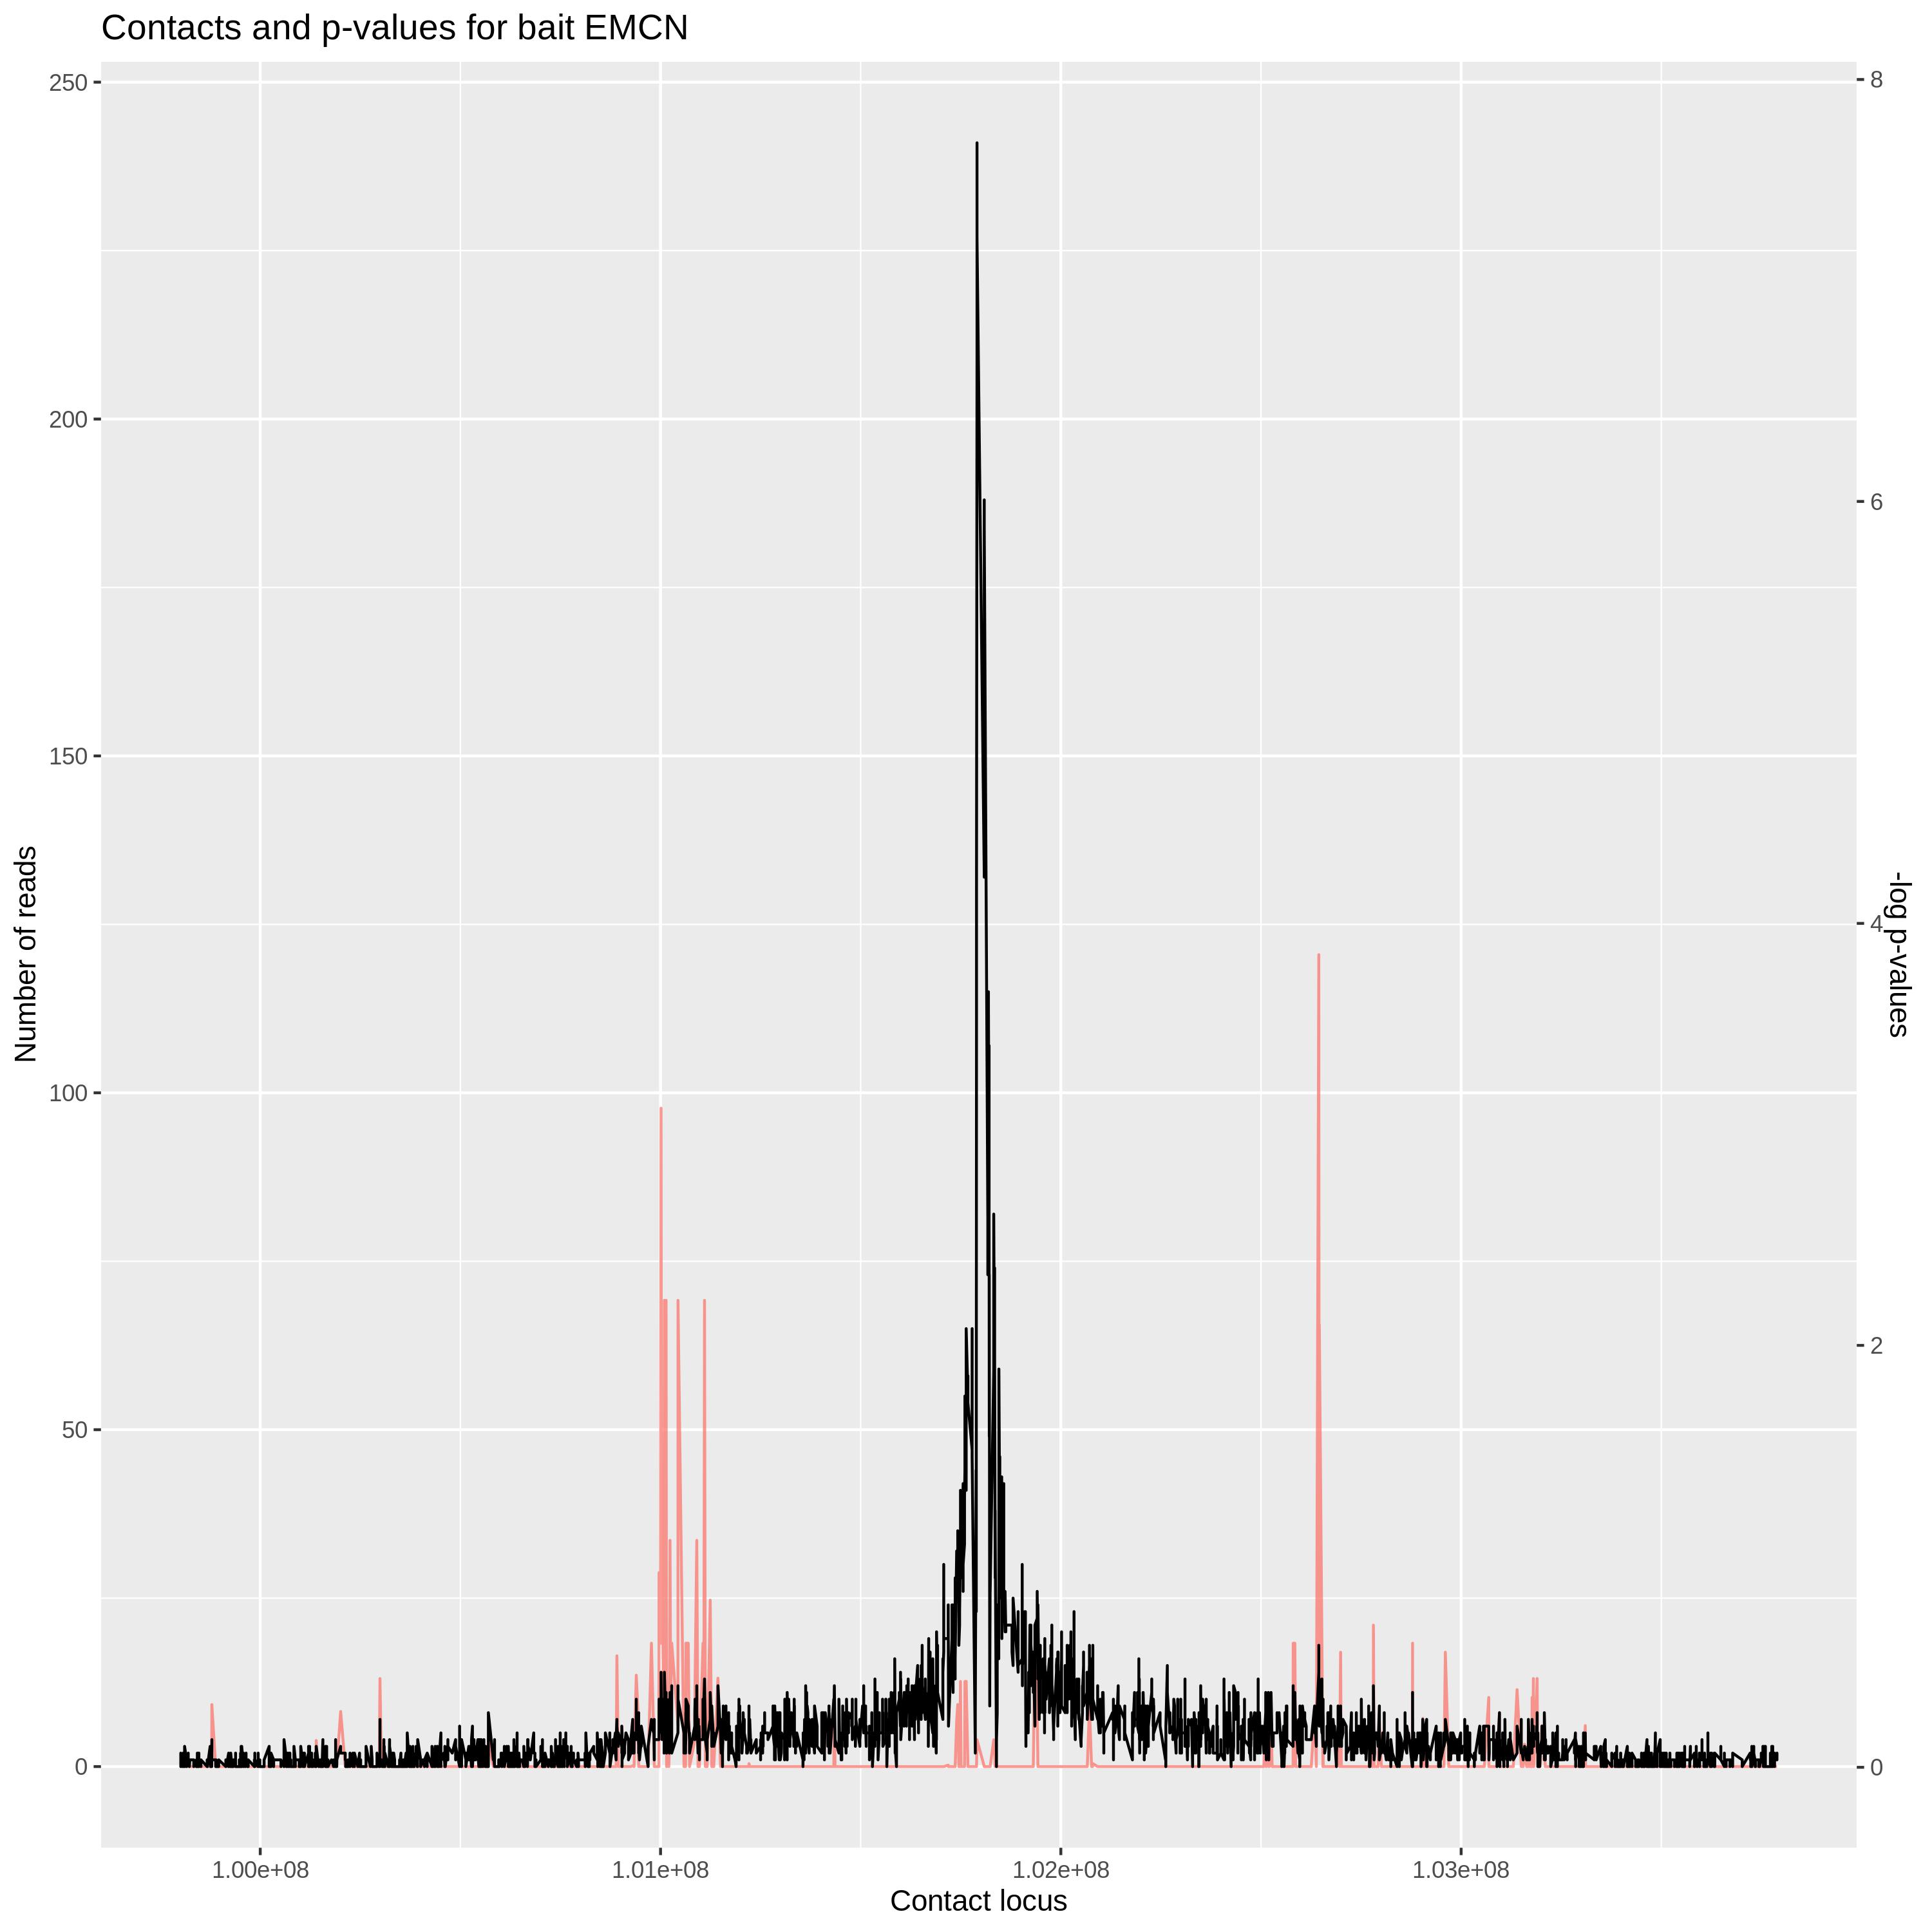 Contacts and p-values for bait EMCN
250
200
150
100
50
0
Number of reads
8
6
4
2
0
-log p-values
1.00e+08
1.01e+08
1.02e+08
1.03e+08
Contact locus